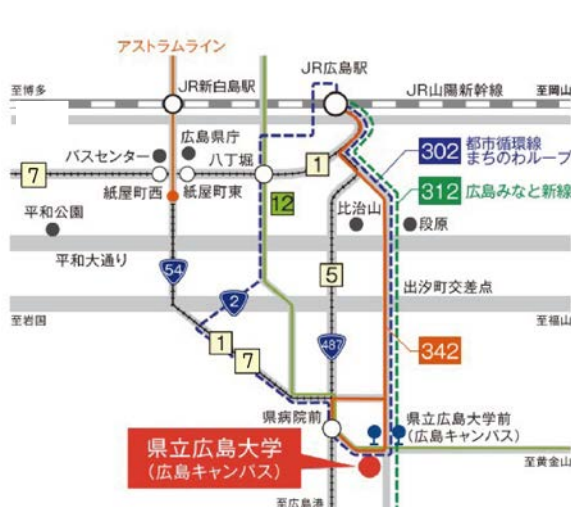 アストラムライン
JR広島駅
JR新白島駅
JR山陽新幹線
至博多
至岡山
広島県庁
バスセンター
八丁堀
1
302 都市循環線
まちのわループ
7
紙屋町西
紙屋町東
312 広島みなと新線
12
比治山
段原
平和公園
平和大通り
54
5
出汐町交差点
2
至岩国
至福山
1
487
342
7
県病院前
県立広島大学前
(広島キャンパス)
県立広島大学
(広島キャンパス)
至黄金山
至広島港